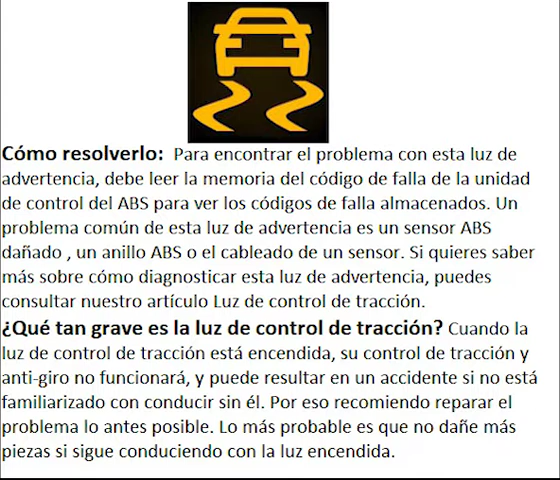 Cómo resolverlo: Para encontrar el problema con esta luz de
advertencia, debe leer la memoria del código de falla de la unidad
de control del ABS para ver los códigos de falla almacenados. Un
problema común de esta luz de advertencia es un sensor ABS
dañado , un anillo ABS o el cableado de un sensor. Si quieres saber
más sobre cómo diagnosticar esta luz de advertencia, puedes
consultar nuestro artículo Luz de control de tracción.
¿Qué tan grave es la luz de control de tracción? Cuando la
luz de control de tracción está encendida, su control de tracción y
anti-giro no funcionará, y puede resultar en un accidente si no está
familiarizado con conducir sin él. Por eso recomiendo reparar el
problema lo antes posible. Lo más probable es que no dañe más
piezas si sigue conduciendo con la luz encendida.